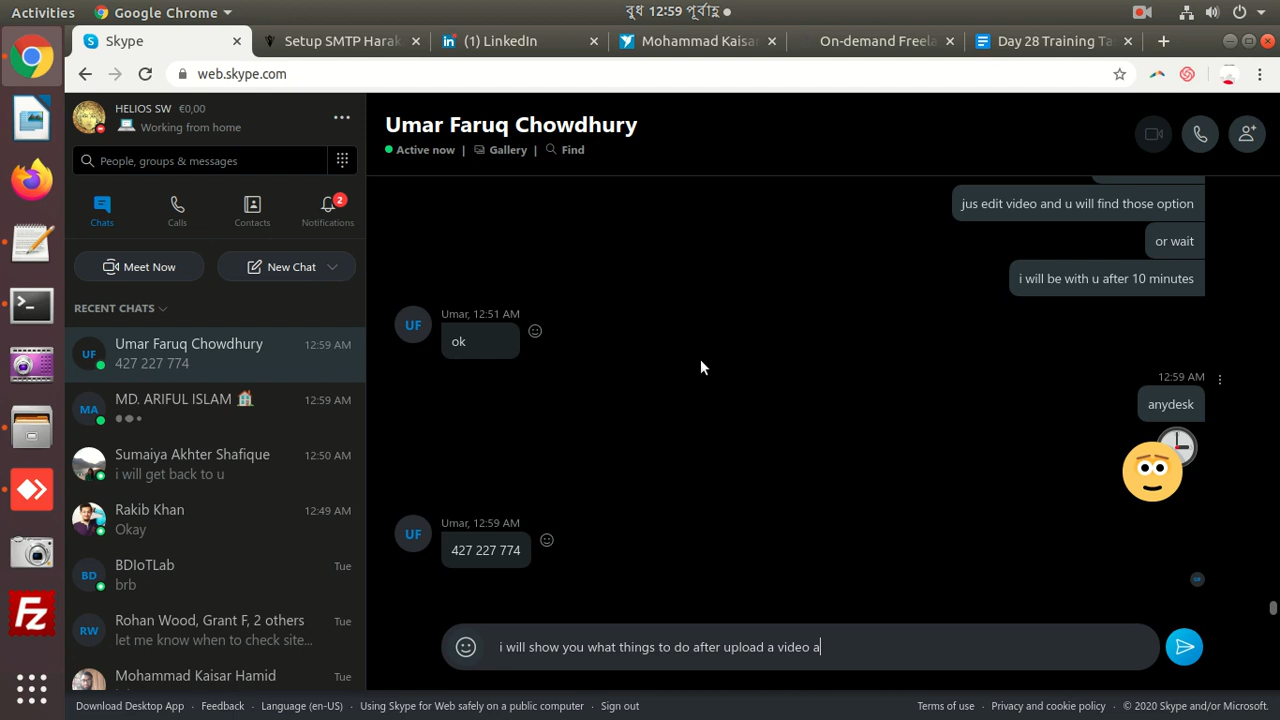 Activities Google Chrome বুধ 12:59 পূর্বাহ্ণ
Skype Setup SMTP Harak (1) LinkedIn Mohammad Kaisar On-demand Freela Day 28 Training Ta
web.skype.com
HELIOS SW €0,00
Working from home
People, groups & messages
Chats Calls Contacts Notifications 2
Meet Now New Chat
RECENT CHATS
UF Umar Faruq Chowdhury 12:59 AM
427 227 774
MA MD. ARIFUL ISLAM 12:59 AM
Sumaiya Akhter Shafique 12:50 AM
i will get back to u
Rakib Khan 12:49 AM
Okay
BD BDIoTLab Tue
brb
RW Rohan Wood, Grant F, 2 others Tue
let me know when to check site...
Mohammad Kaisar Hamid Tue
Umar Faruq Chowdhury
Active now | Gallery | Find
jus edit video and u will find those option
or wait
i will be with u after 10 minutes
Umar, 12:51 AM
UF ok
12:59 AM
anydesk
Umar, 12:59 AM
UF 427 227 774
UF
i will show you what things to do after upload a video a
Download Desktop App Feedback Language (en-US) Using Skype for Web safely on a public computer Sign out Terms of use Privacy and cookie policy © 2020 Skype and/or Microsoft.